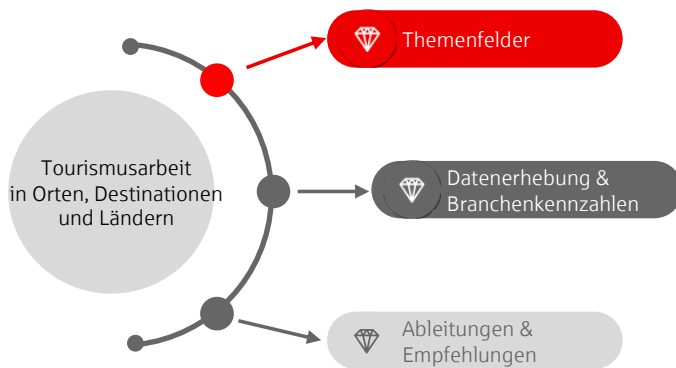 Themenfelder
Tourismusarbeit
in Orten, Destinationen
und Ländern
Datenerhebung &
Branchenkennzahlen
Ableitungen &
Empfehlungen